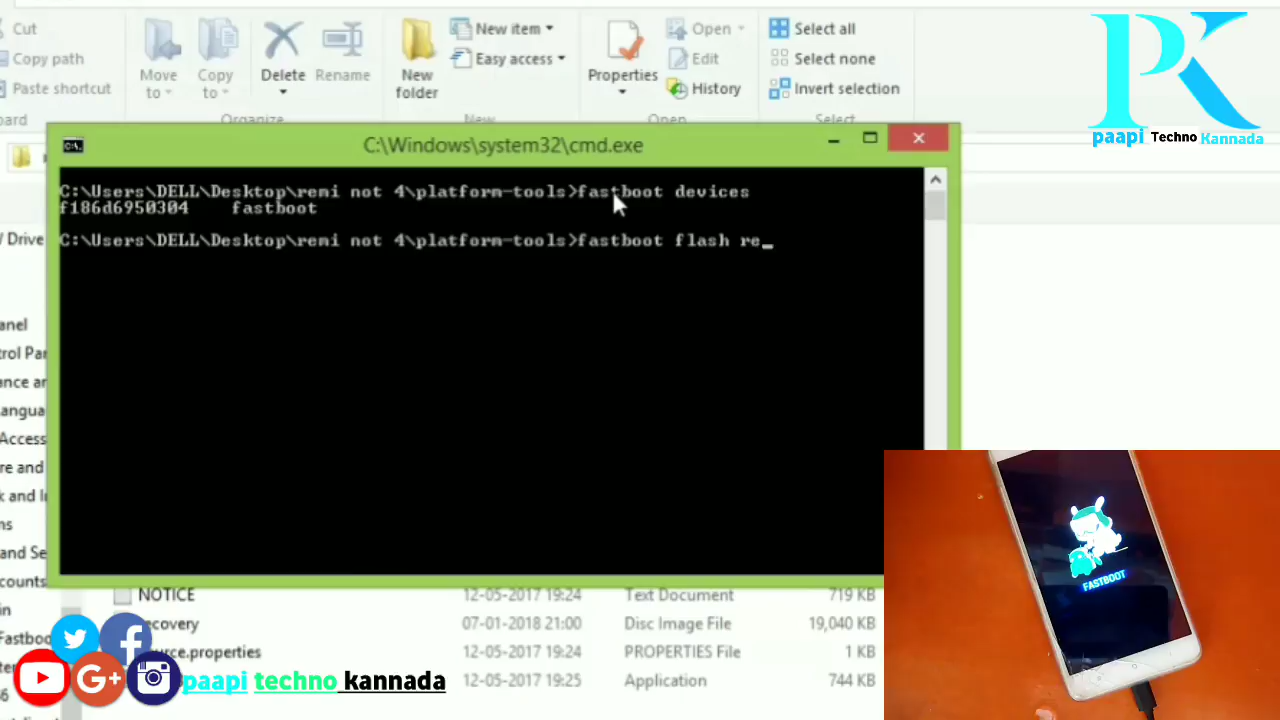 Cut
Copy path
Paste shortcut
Move to
Copy to
Delete
Rename
New folder
New item
Easy access
Properties
Open
Edit
History
Select all
Select none
Invert selection
Organize
New
Open
Select
paapi Techno Kannada
C:\Windows\system32\cmd.exe
C:\Users\DELL\Desktop\remi not 4\platform-tools>fastboot devices
f186d6950304 fastboot
C:\Users\DELL\Desktop\remi not 4\platform-tools>fastboot flash re_
FASTBOOT
NOTICE 12-05-2017 19:24 Text Document 719 KB
recovery 07-01-2018 21:00 Disc Image File 19,040 KB
.properties 12-05-2017 19:24 PROPERTIES File 1 KB
12-05-2017 19:25 Application 744 KB
paapi techno kannada